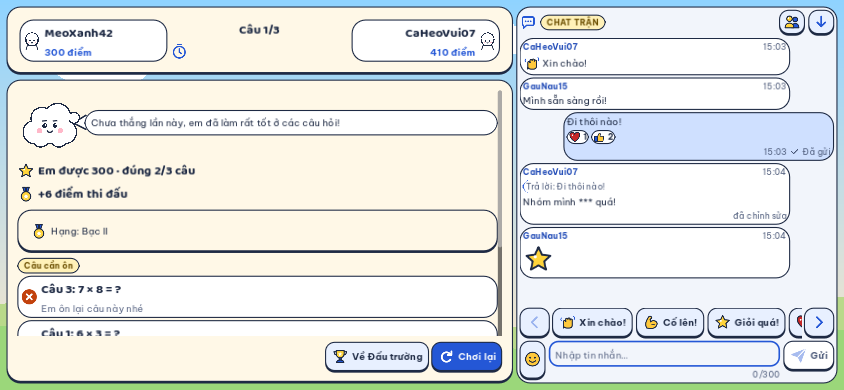 MeoXanh42
300 điểm
Câu 1/3
CaHeoVui07
410 điểm
Chưa thắng lần này, em đã làm rất tốt ở các câu hỏi!
Em được 300 · đúng 2/3 câu
+6 điểm thi đấu
Hạng: Bạc II
Câu cần ôn
Câu 3: 7 × 8 = ?
Em ôn lại câu này nhé
Câu 1: 6 × 3 = ?
Về Đấu trường
Chơi lại
CHAT TRẬN
CaHeoVui07 15:03
Xin chào!
GauNau15 15:03
Mình sẵn sàng rồi!
Đi thôi nào!
1 2
15:03 ✓ Đã gửi
CaHeoVui07 15:04
Trả lời: Đi thôi nào!
Nhóm mình *** quá!
đã chỉnh sửa
GauNau15 15:04
Xin chào!
Cố lên!
Giỏi quá!
Nhập tin nhắn...
Gửi
0/300